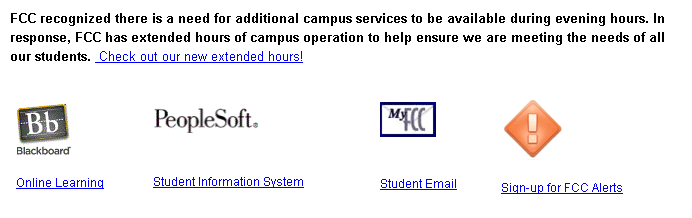 FCC recognized there is a need for additional campus services to be available during evening hours. In
response, FCC has extended hours of campus operation to help ensure we are meeting the needs of all
our students. Check out our new extended hours!
Bb PeopleSoft. MyFCC !
Blackboard
Online Learning Student Information System Student Email Sign-up for FCC Alerts